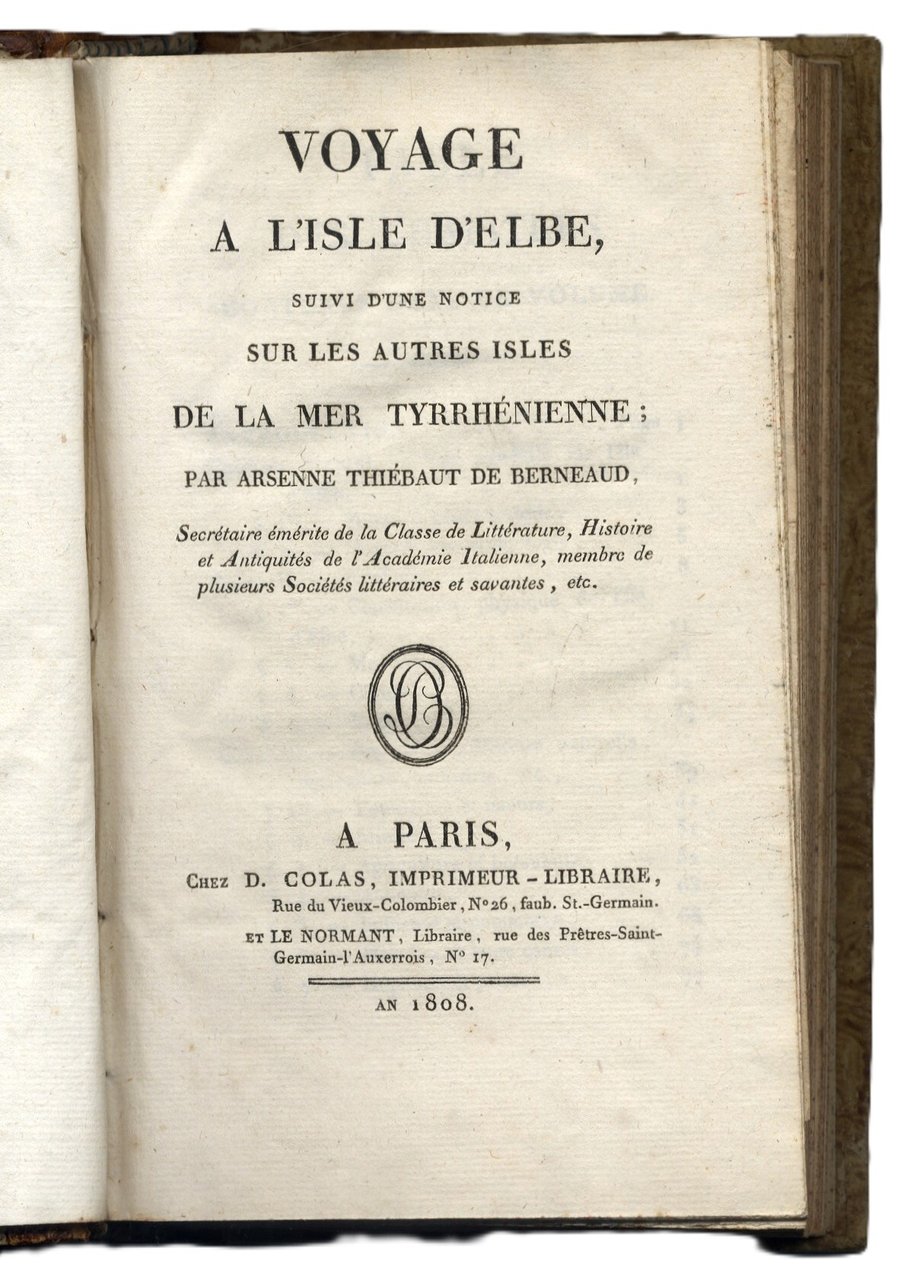 VOYAGE
A L'ISLE D'ELBE,
SUIVI D'UNE NOTICE
SUR LES AUTRES ISLES
DE LA MER TYRRHÉNIENNE ;
PAR ARSENNE THIÉBAUT DE BERNEAUD,
Secrétaire émérite de la Classe de Littérature, Histoire
et Antiquités de l'Académie Italienne, membre de
plusieurs Sociétés littéraires et savantes , etc.
A PARIS,
CHEZ D. COLAS, IMPRIMEUR - LIBRAIRE,
Rue du Vieux-Colombier, Nº 26, faub. St.-Germain.
ET LE NORMANT, Libraire, rue des Prêtres-Saint-
Germain-l'Auxerrois, Nº 17.
AN 1808.